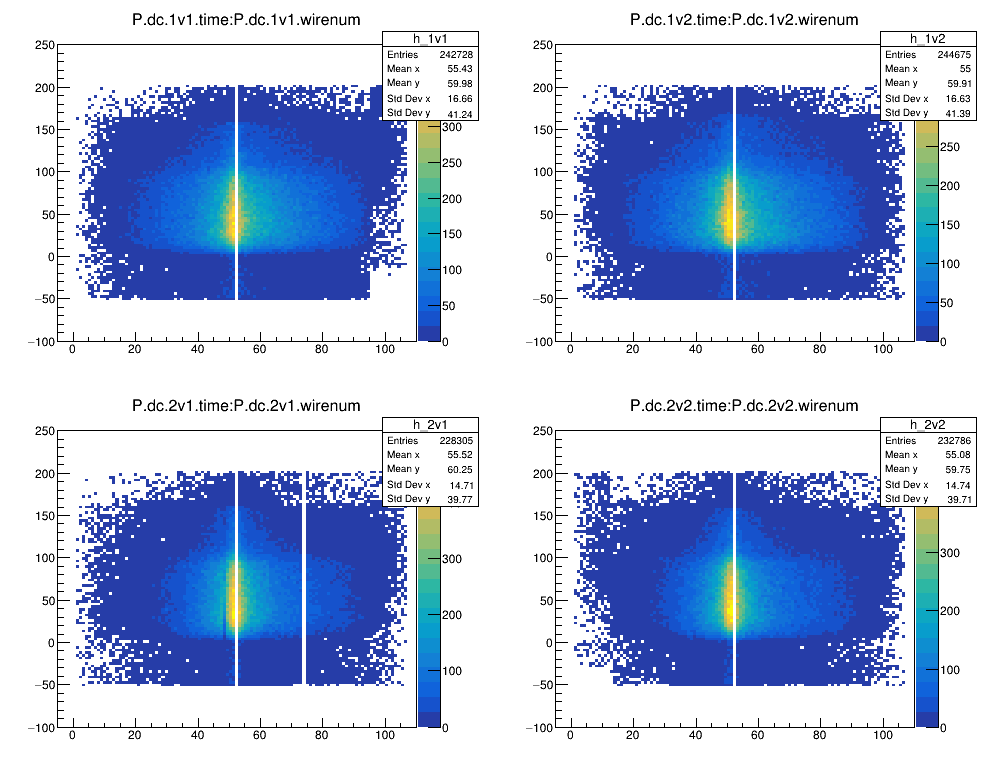 P.dc.1v1.time:P.dc.1v1.wirenum
h_1v1
Entries 242728
Mean x 55.43
Mean y 59.98
Std Dev x 16.66
Std Dev y 41.24
250
200
150
100
50
0
−50
−100
0 20 40 60 80 100
300
250
200
150
100
50
0
P.dc.1v2.time:P.dc.1v2.wirenum
h_1v2
Entries 244675
Mean x 55
Mean y 59.91
Std Dev x 16.63
Std Dev y 41.39
250
200
150
100
50
0
−50
−100
0 20 40 60 80 100
250
200
150
100
50
0
P.dc.2v1.time:P.dc.2v1.wirenum
h_2v1
Entries 228305
Mean x 55.52
Mean y 60.25
Std Dev x 14.71
Std Dev y 39.77
250
200
150
100
50
0
−50
−100
0 20 40 60 80 100
300
200
100
0
P.dc.2v2.time:P.dc.2v2.wirenum
h_2v2
Entries 232786
Mean x 55.08
Mean y 59.75
Std Dev x 14.74
Std Dev y 39.71
250
200
150
100
50
0
−50
−100
0 20 40 60 80 100
300
200
100
0